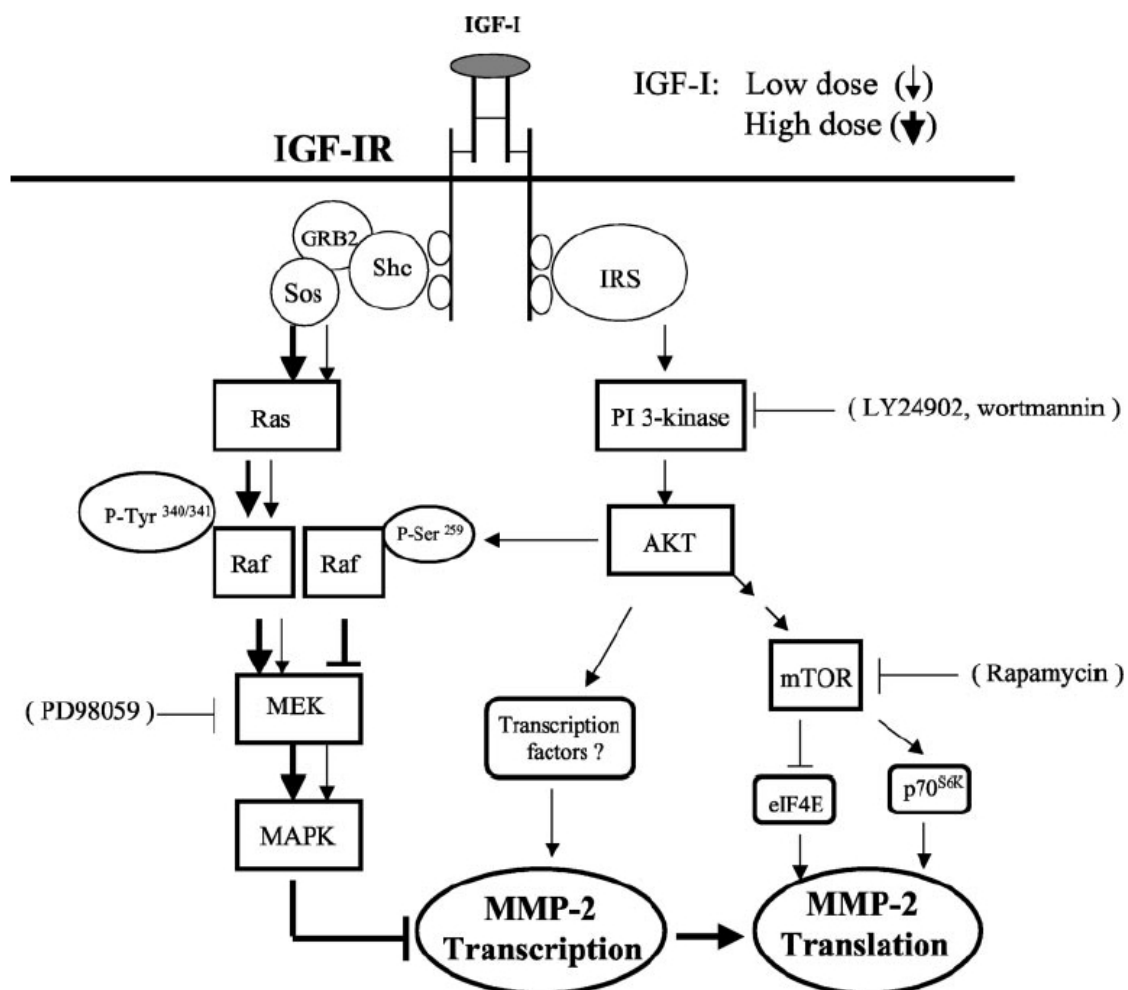 IGF-I
IGF-I: Low dose (↓)
High dose (↓)
IGF-IR
GRB2
Shc
Sos
IRS
Ras
PI 3-kinase
( LY24902, wortmannin )
P-Tyr 340/341
P-Ser 259
Raf
Raf
AKT
( PD98059 )
MEK
mTOR
( Rapamycin )
Transcription
factors ?
eIF4E
p70S6K
MAPK
MMP-2
Transcription
MMP-2
Translation